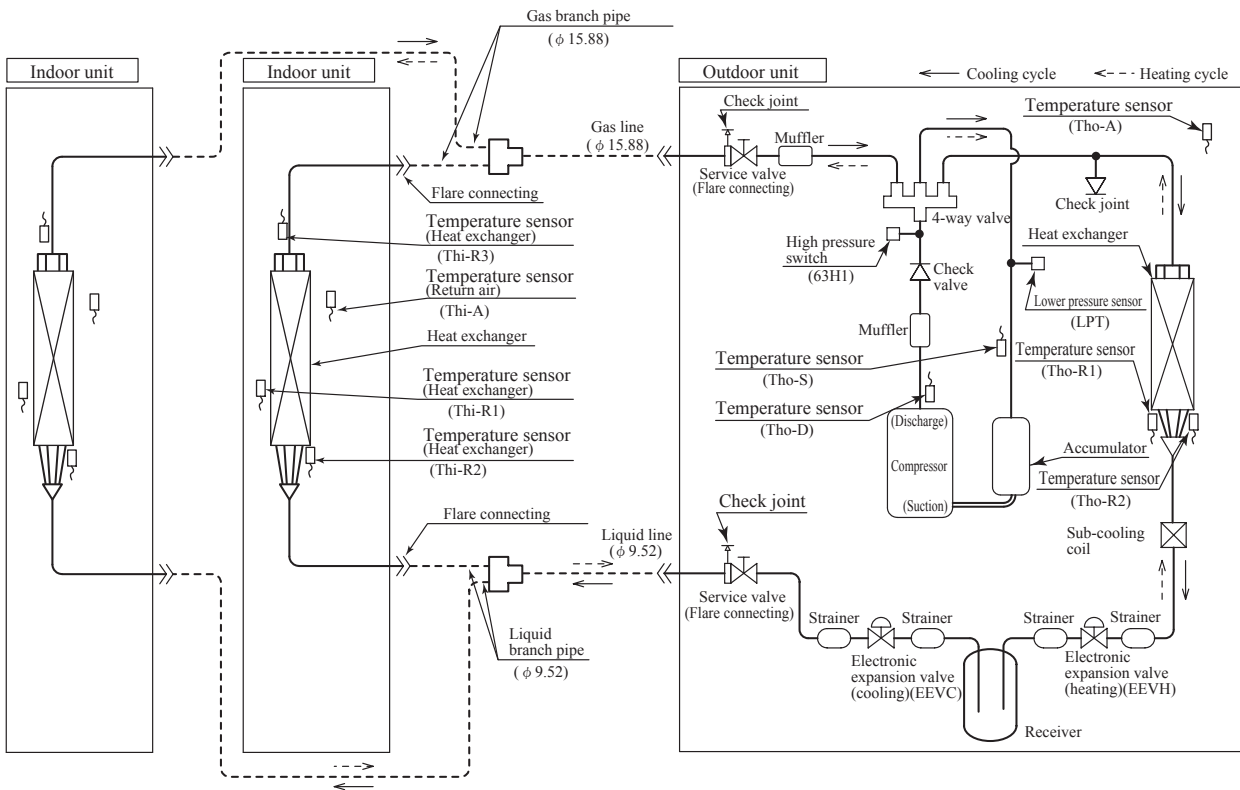 Gas branch pipe
( φ 15.88)
Indoor unit
Indoor unit
Outdoor unit
Cooling cycle
Heating cycle
Check joint
Temperature sensor
(Tho-A)
Gas line
( φ 15.88)
Muffler
Service valve
(Flare connecting)
Flare connecting
4-way valve
Check joint
Temperature sensor
(Heat exchanger)
(Thi-R3)
High pressure
switch
(63H1)
Check
valve
Heat exchanger
Temperature sensor
(Return air)
(Thi-A)
Lower pressure sensor
(LPT)
Muffler
Heat exchanger
Temperature sensor
(Tho-S)
Temperature sensor
(Tho-R1)
Temperature sensor
(Heat exchanger)
(Thi-R1)
Temperature sensor
(Tho-D)
(Discharge)
Compressor
(Suction)
Temperature sensor
(Heat exchanger)
(Thi-R2)
Accumulator
Temperature sensor
(Tho-R2)
Flare connecting
Check joint
Liquid line
( φ 9.52)
Sub-cooling
coil
Service valve
(Flare connecting)
Strainer
Strainer
Strainer
Strainer
Liquid
branch pipe
( φ 9.52)
Electronic
expansion valve
(cooling)(EEVC)
Electronic
expansion valve
(heating)(EEVH)
Receiver